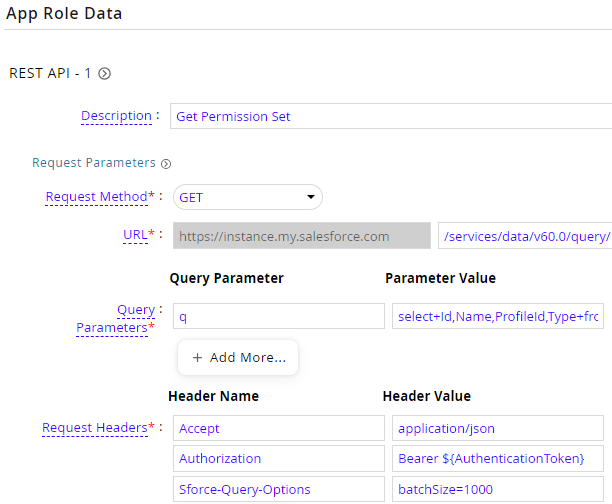 App Role Data
REST API - 1
Description :
Get Permission Set
Request Parameters
Request Method* :
GET
URL* :
https://instance.my.salesforce.com
/services/data/v60.0/query/
Query Parameter Parameter Value
Query Parameters* :
q
select+Id,Name,ProfileId,Type+fro
+ Add More...
Header Name Header Value
Request Headers* :
Accept application/json
Authorization Bearer ${AuthenticationToken}
Sforce-Query-Options batchSize=1000